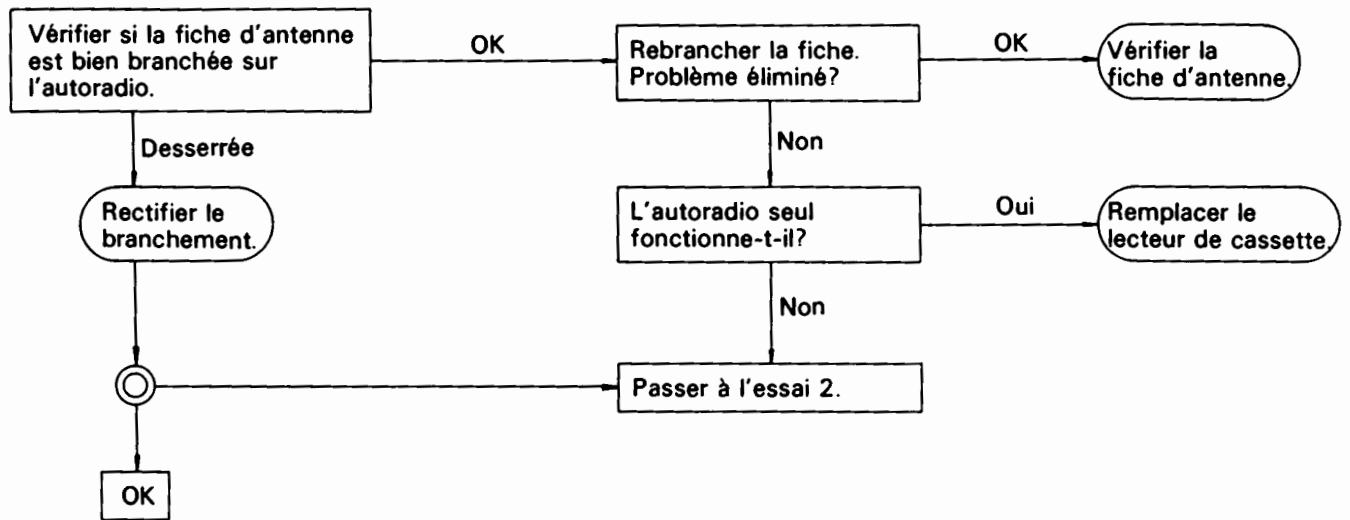 Vérifier si la fiche d'antenne
est bien branchée sur
l'autoradio.
OK
Rebrancher la fiche.
Problème éliminé?
OK
Vérifier la
fiche d'antenne.
Desserrée
Non
Rectifier le
branchement.
L'autoradio seul
fonctionne-t-il?
Oui
Remplacer le
lecteur de cassette.
Non
Passer à l'essai 2.
OK